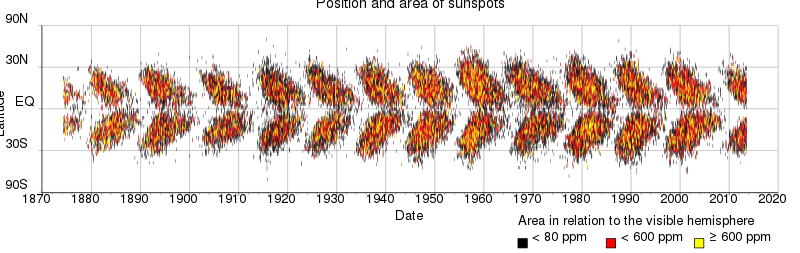 Position and area of sunspots
90N
30N
EQ
30S
90S
Latitude
1870 1880 1890 1900 1910 1920 1930 1940 1950 1960 1970 1980 1990 2000 2010 2020
Date
Area in relation to the visible hemisphere
< 80 ppm < 600 ppm ≥ 600 ppm